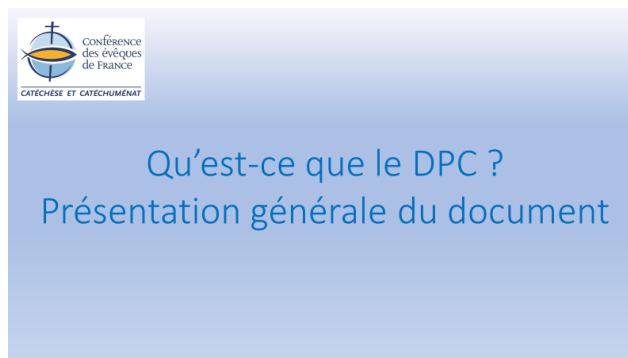 Conférence
des évêques
de France
CATÉCHÈSE ET CATÉCHUMÉNAT
Qu’est-ce que le DPC ?
Présentation générale du document